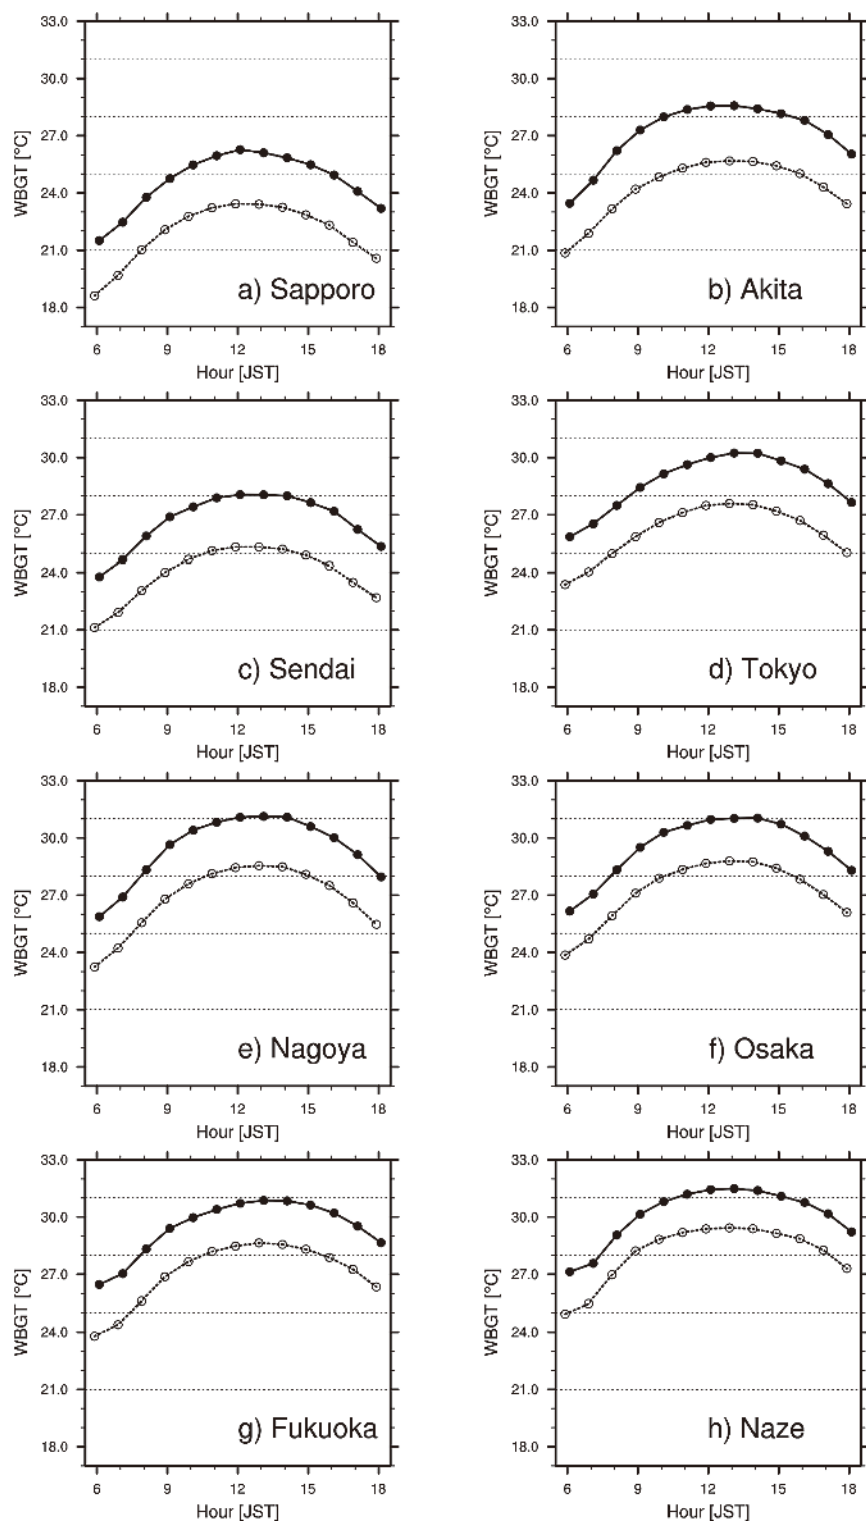 33.0
30.0
27.0
24.0
21.0
18.0
WBGT [°C]
a) Sapporo
6 9 12 15 18
Hour [JST]
33.0
30.0
27.0
24.0
21.0
18.0
WBGT [°C]
b) Akita
6 9 12 15 18
Hour [JST]
33.0
30.0
27.0
24.0
21.0
18.0
WBGT [°C]
c) Sendai
6 9 12 15 18
Hour [JST]
33.0
30.0
27.0
24.0
21.0
18.0
WBGT [°C]
d) Tokyo
6 9 12 15 18
Hour [JST]
33.0
30.0
27.0
24.0
21.0
18.0
WBGT [°C]
e) Nagoya
6 9 12 15 18
Hour [JST]
33.0
30.0
27.0
24.0
21.0
18.0
WBGT [°C]
f) Osaka
6 9 12 15 18
Hour [JST]
33.0
30.0
27.0
24.0
21.0
18.0
WBGT [°C]
g) Fukuoka
6 9 12 15 18
Hour [JST]
33.0
30.0
27.0
24.0
21.0
18.0
WBGT [°C]
h) Naze
6 9 12 15 18
Hour [JST]